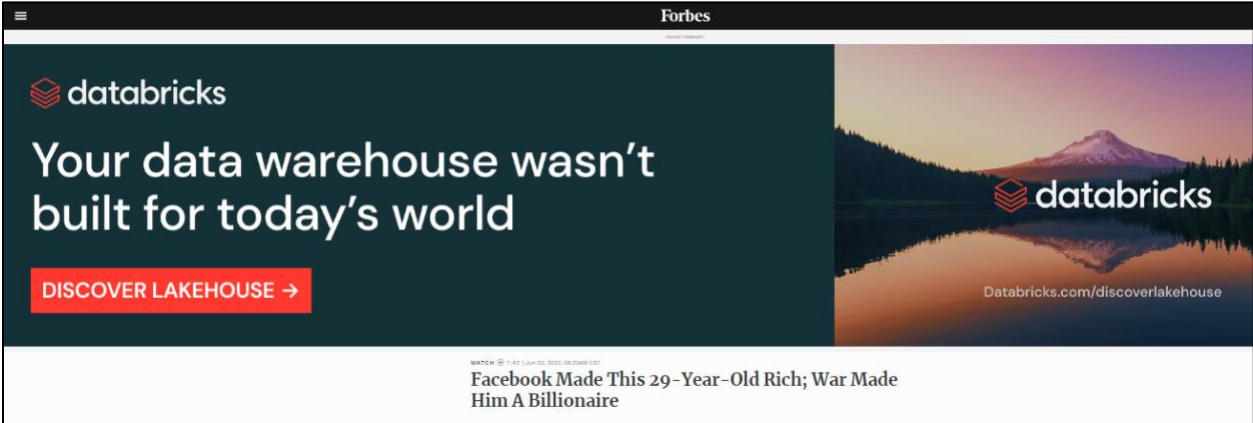 Forbes
databricks
Your data warehouse wasn't
built for today's world
DISCOVER LAKEHOUSE →
databricks
Databricks.com/discoverlakehouse
Facebook Made This 29-Year-Old Rich; War Made
Him A Billionaire